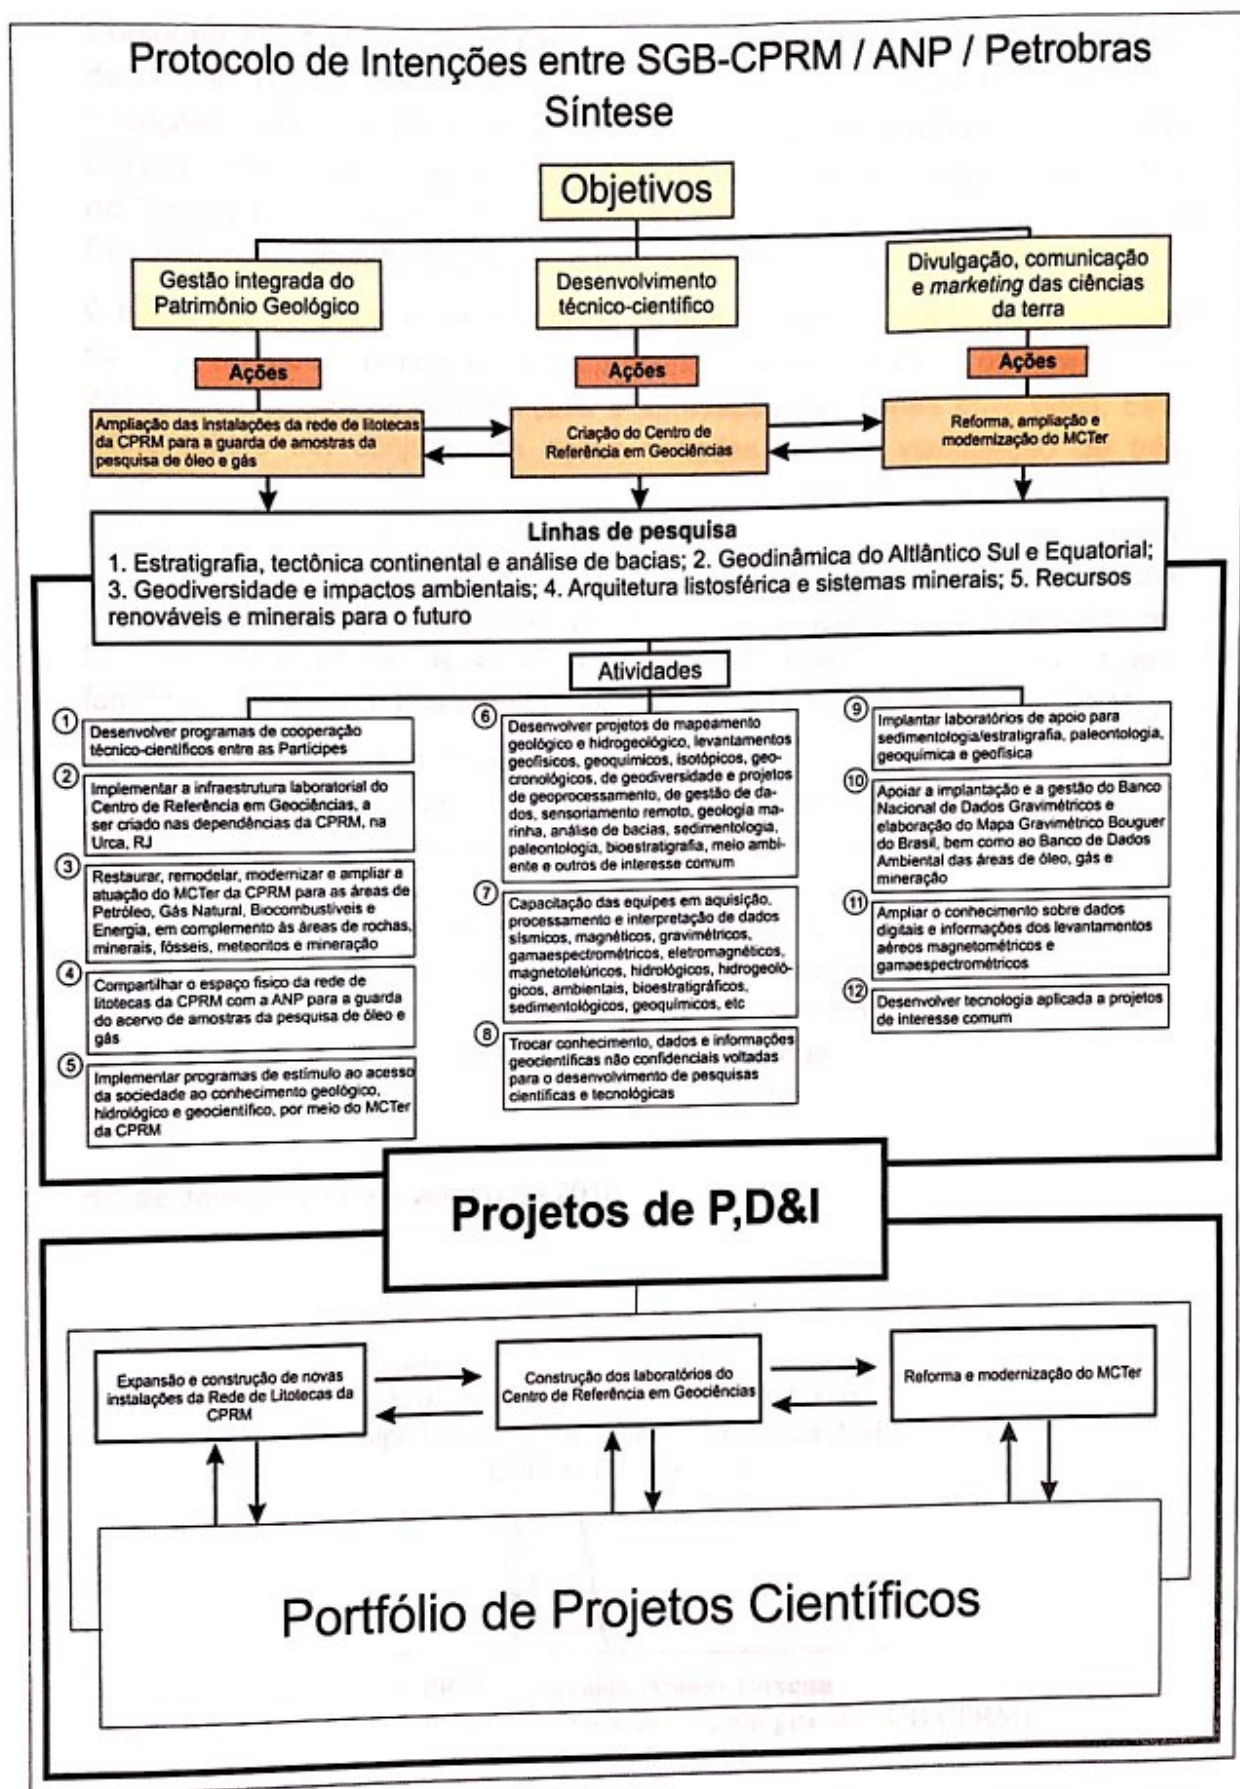 Protocolo de Intenções entre SGB-CPRM / ANP / Petrobras
Síntese
Objetivos
Gestão integrada do
Patrimônio Geológico
Desenvolvimento
técnico-científico
Divulgação, comunicação
e marketing das ciências
da terra
Ações
Ações
Ações
Ampliação das instalações da rede de litotecas
da CPRM para a guarda de amostras da
pesquisa de óleo e gás
Criação do Centro de
Referência em Geociências
Reforma, ampliação e
modernização do MCTer
Linhas de pesquisa
1. Estratigrafia, tectônica continental e análise de bacias; 2. Geodinâmica do Altlântico Sul e Equatorial;
3. Geodiversidade e impactos ambientais; 4. Arquitetura listosférica e sistemas minerais; 5. Recursos
renováveis e minerais para o futuro
Atividades
1 Desenvolver programas de cooperação
técnico-científicos entre as Partícipes
2 Implementar a infraestrutura laboratorial do
Centro de Referência em Geociências, a
ser criado nas dependências da CPRM, na
Urca, RJ
3 Restaurar, remodelar, modernizar e ampliar a
atuação do MCTer da CPRM para as áreas de
Petróleo, Gás Natural, Biocombustíveis e
Energia, em complemento às áreas de rochas,
minerais, fósseis, meteoritos e mineração
4 Compartilhar o espaço físico da rede de
litotecas da CPRM com a ANP para a guarda
do acervo de amostras da pesquisa de óleo e
gás
5 Implementar programas de estímulo ao acesso
da sociedade ao conhecimento geológico,
hidrológico e geocientífico, por meio do MCTer
da CPRM
6 Desenvolver projetos de mapeamento
geológico e hidrogeológico, levantamentos
geofísicos, geoquímicos, isotópicos, geo-
cronológicos, de geodiversidade e projetos
de geoprocessamento, de gestão de da-
dos, sensoriamento remoto, geologia ma-
rinha, análise de bacias, sedimentologia,
paleontologia, bioestratigrafia, meio ambi-
ente e outros de interesse comum
7 Capacitação das equipes em aquisição,
processamento e interpretação de dados
sísmicos, magnéticos, gravimétricos,
gamaespectrométricos, eletromagnéticos,
magnetotelúricos, hidrológicos, hidrogeoló-
gicos, ambientais, bioestratigráficos,
sedimentológicos, geoquímicos, etc
8 Trocar conhecimento, dados e informações
geocientíficas não confidenciais voltadas
para o desenvolvimento de pesquisas
científicas e tecnológicas
9 Implantar laboratórios de apoio para
sedimentologia/estratigrafia, paleontologia,
geoquímica e geofísica
10 Apoiar a implantação e a gestão do Banco
Nacional de Dados Gravimétricos e
elaboração do Mapa Gravimétrico Bouguer
do Brasil, bem como ao Banco de Dados
Ambiental das áreas de óleo, gás e
mineração
11 Ampliar o conhecimento sobre dados
digitais e informações dos levantamentos
aéreos magnetométricos e
gamaespectrométricos
12 Desenvolver tecnologia aplicada a projetos
de interesse comum
Projetos de P,D&I
Expansão e construção de novas
instalações da Rede de Litotecas da
CPRM
Construção dos laboratórios do
Centro de Referência em Geociências
Reforma e modernização do MCTer
Portfólio de Projetos Científicos